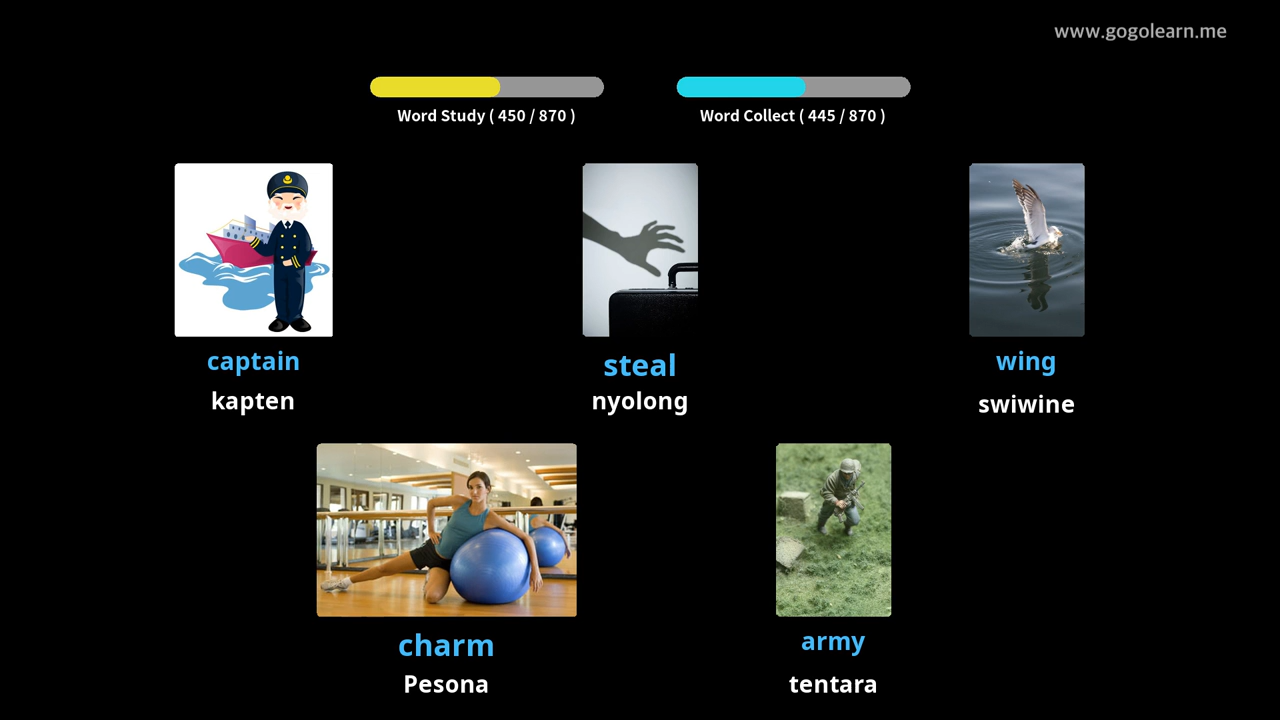 www.gogolearn.me
Word Study ( 450 / 870 )
Word Collect ( 445 / 870 )
captain
kapten
steal
nyolong
wing
swiwine
charm
Pesona
army
tentara